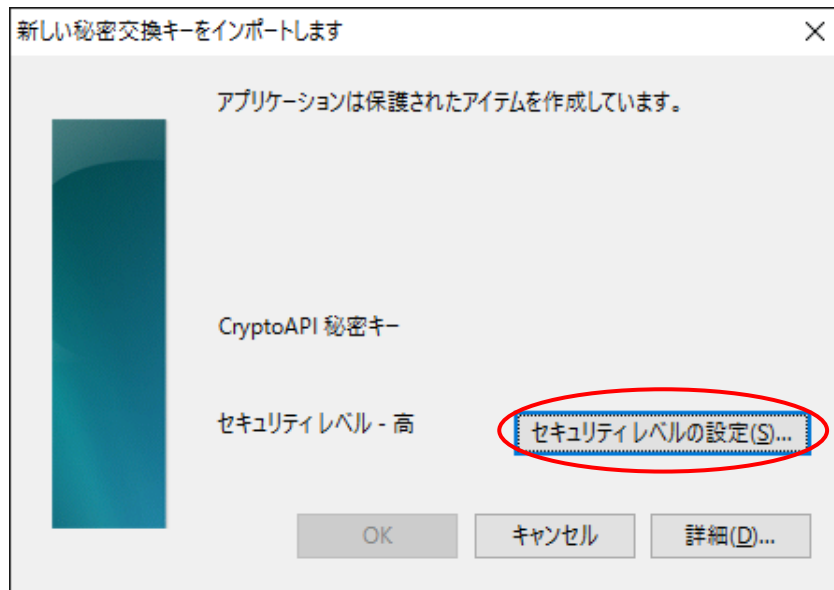 新しい秘密交換キーをインポートします
アプリケーションは保護されたアイテムを作成しています。
CryptoAPI 秘密キー
セキュリティ レベル - 高
セキュリティ レベルの設定(S)...
OK
キャンセル
詳細(D)...